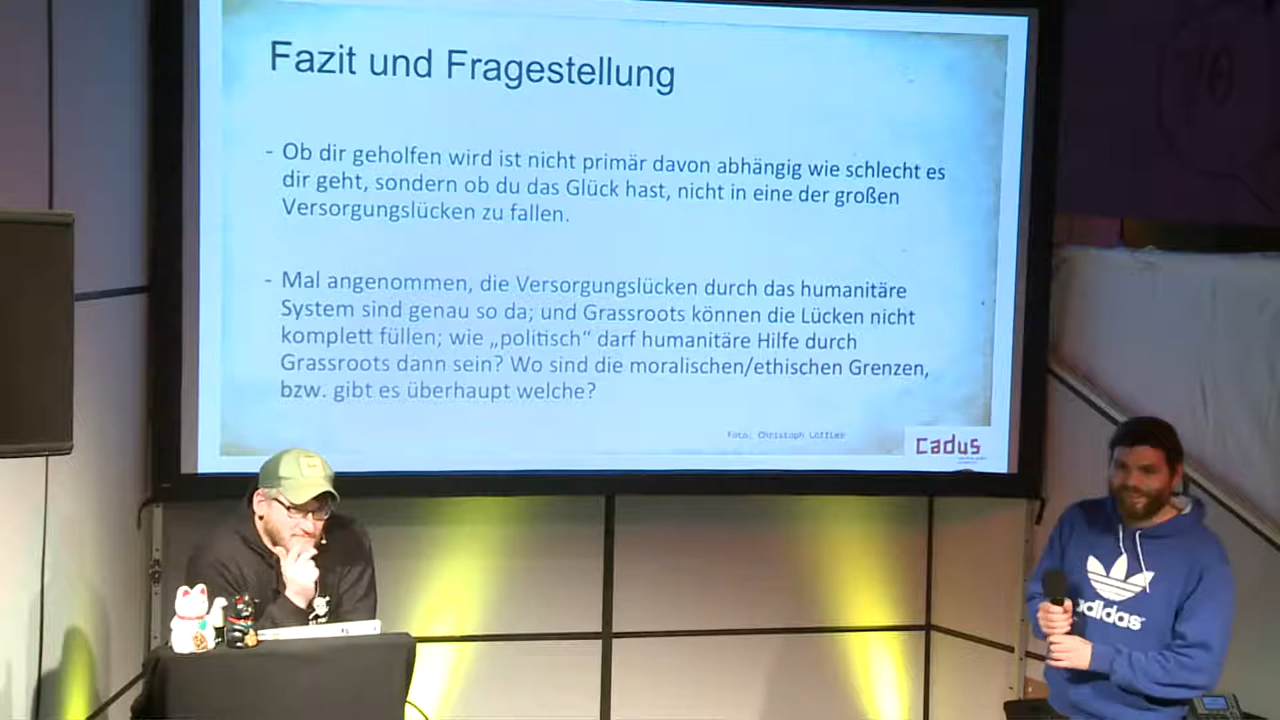 Fazit und Fragestellung
- Ob dir geholfen wird ist nicht primär davon abhängig wie schlecht es
dir geht, sondern ob du das Glück hast, nicht in eine der großen
Versorgungslücken zu fallen.
- Mal angenommen, die Versorgungslücken durch das humanitäre
System sind genau so da; und Grassroots können die Lücken nicht
komplett füllen; wie „politisch“ darf humanitäre Hilfe durch
Grassroots dann sein? Wo sind die moralischen/ethischen Grenzen,
bzw. gibt es überhaupt welche?
Foto: Christoph Löffler
Cadus
adidas